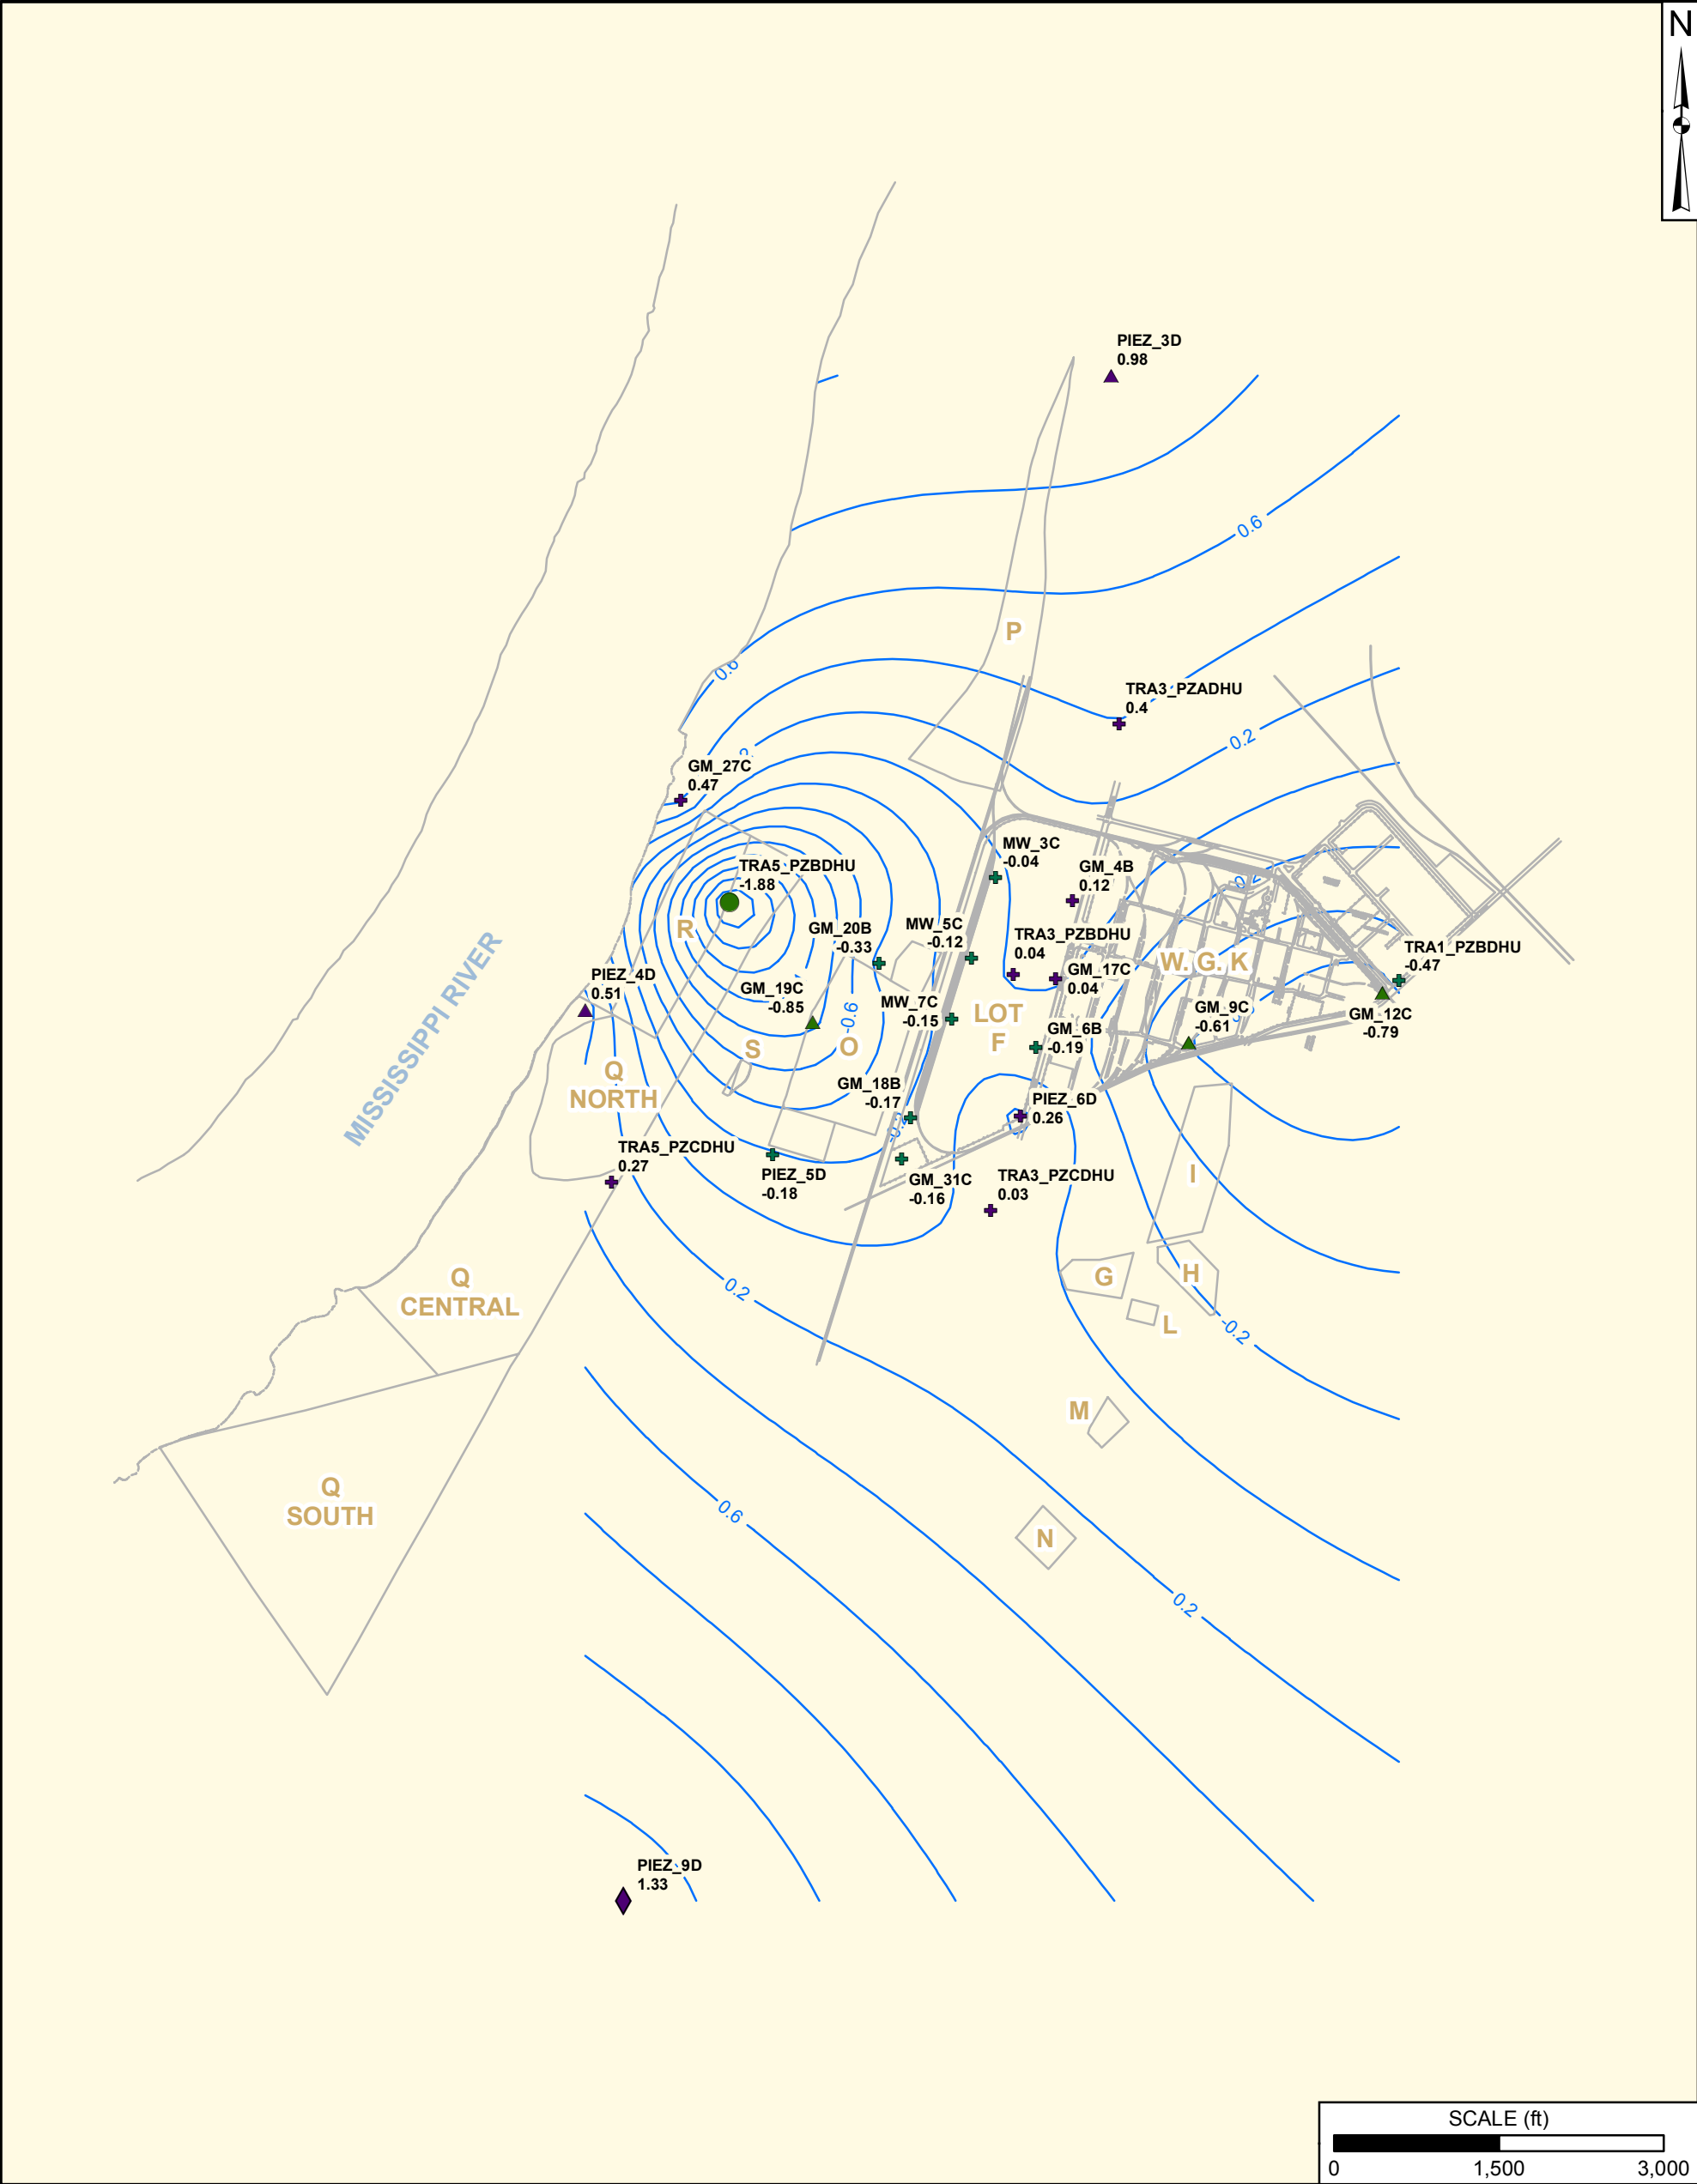 N
PIEZ_3D
0.98
0.6
P
0.6
TRA3_PZADHU
0.4
0.2
GM_27C
0.47
MW_3C
-0.04
GM_4B
0.12
TRA5_PZBDHU
-1.88
R
GM_20B
-0.33
MW_5C
-0.12
TRA3_PZBDHU
0.04
GM_17C
0.04
W. G. K
TRA1_PZBDHU
-0.47
MISSISSIPPI RIVER
PIEZ_4D
0.51
GM_19C
-0.85
-0.6
MW_7C
-0.15
LOT
F
GM_9C
-0.61
GM_12C
-0.79
GM_6B
-0.19
S
O
Q
NORTH
GM_18B
-0.17
PIEZ_6D
0.26
TRA5_PZCDHU
0.27
PIEZ_5D
-0.18
GM_31C
-0.16
TRA3_PZCDHU
0.03
I
Q
CENTRAL
0.2
G
H
L
-0.2
M
Q
SOUTH
0.6
N
0.2
PIEZ_9D
1.33
SCALE (ft)
0 1,500 3,000